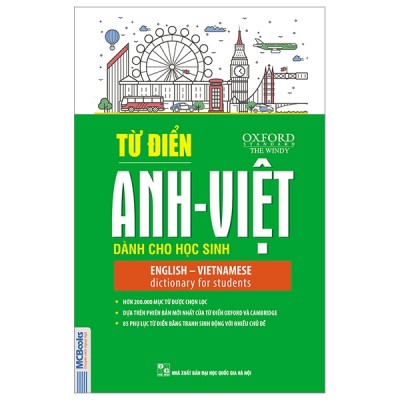 TỪ ĐIỂN
OXFORD
STANDARD
THE WINDY
ANH-VIỆT
DÀNH CHO HỌC SINH
ENGLISH – VIETNAMESE
dictionary for students
HƠN 200.000 MỤC TỪ ĐƯỢC CHỌN LỌC
DỰA TRÊN PHIÊN BẢN MỚI NHẤT CỦA TỪ ĐIỂN OXFORD VÀ CAMBRIDGE
85 PHỤ LỤC TỪ ĐIỂN BẰNG TRANH SINH ĐỘNG VỚI NHIỀU CHỦ ĐỀ
MCBooks
NHÀ XUẤT BẢN ĐẠI HỌC QUỐC GIA HÀ NỘI